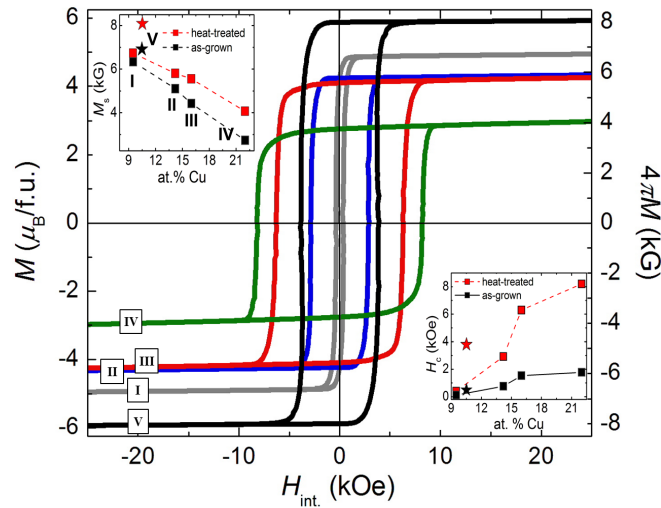 8
heat-treated
as-grown
V
6
4
M_s (kG)
I
II
III
IV
9 12 15 18 21
at.% Cu
6
4
2
0
-2
-4
-6
M (μ_B/f.u.)
8
6
4
2
0
-2
-4
-6
-8
4πM (kG)
IV
III
II
I
V
heat-treated
as-grown
8
6
4
2
0
H_c (kOe)
9 12 15 18 21
at. % Cu
-20 -10 0 10 20
H_int. (kOe)